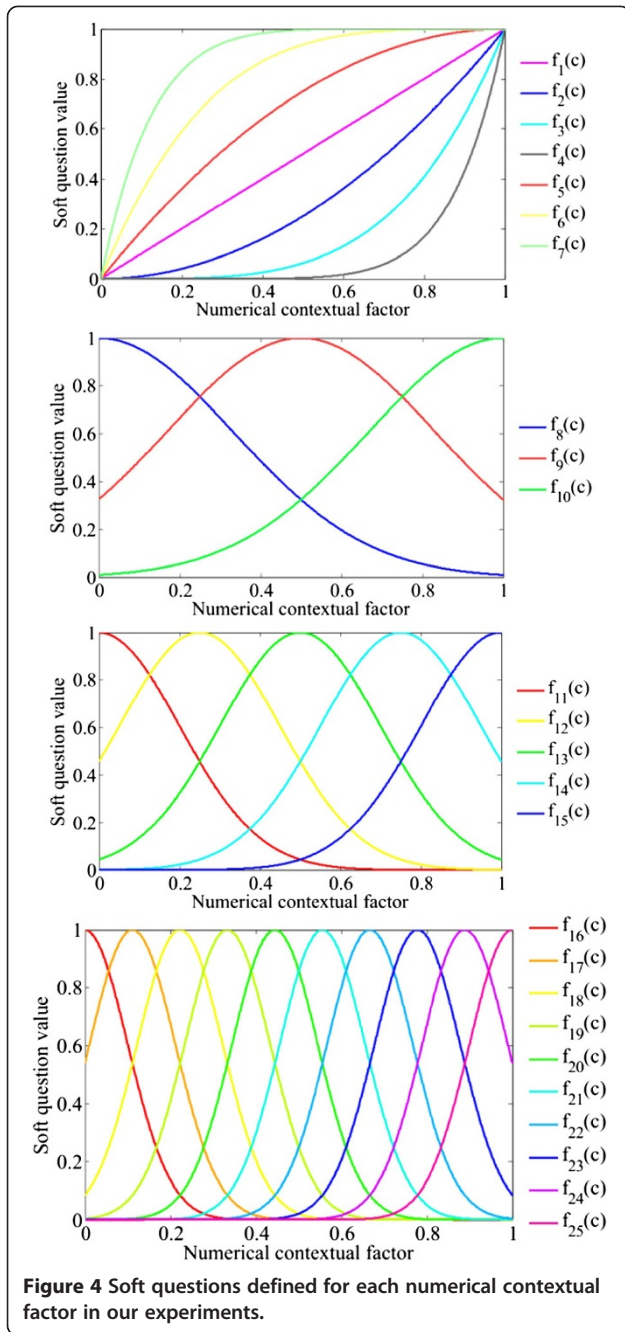 1
0.8
0.6
0.4
0.2
0
Soft question value
0.2 0.4 0.6 0.8 1
Numerical contextual factor
f1(c)
f2(c)
f3(c)
f4(c)
f5(c)
f6(c)
f7(c)
1
0.8
0.6
0.4
0.2
0
Soft question value
0 0.2 0.4 0.6 0.8 1
Numerical contextual factor
f8(c)
f9(c)
f10(c)
1
0.8
0.6
0.4
0.2
0
Soft question value
0 0.2 0.4 0.6 0.8 1
Numerical contextual factor
f11(c)
f12(c)
f13(c)
f14(c)
f15(c)
1
0.8
0.6
0.4
0.2
0
Soft question value
0 0.2 0.4 0.6 0.8 1
Numerical contextual factor
f16(c)
f17(c)
f18(c)
f19(c)
f20(c)
f21(c)
f22(c)
f23(c)
f24(c)
f25(c)
Figure 4 Soft questions defined for each numerical contextual
factor in our experiments.